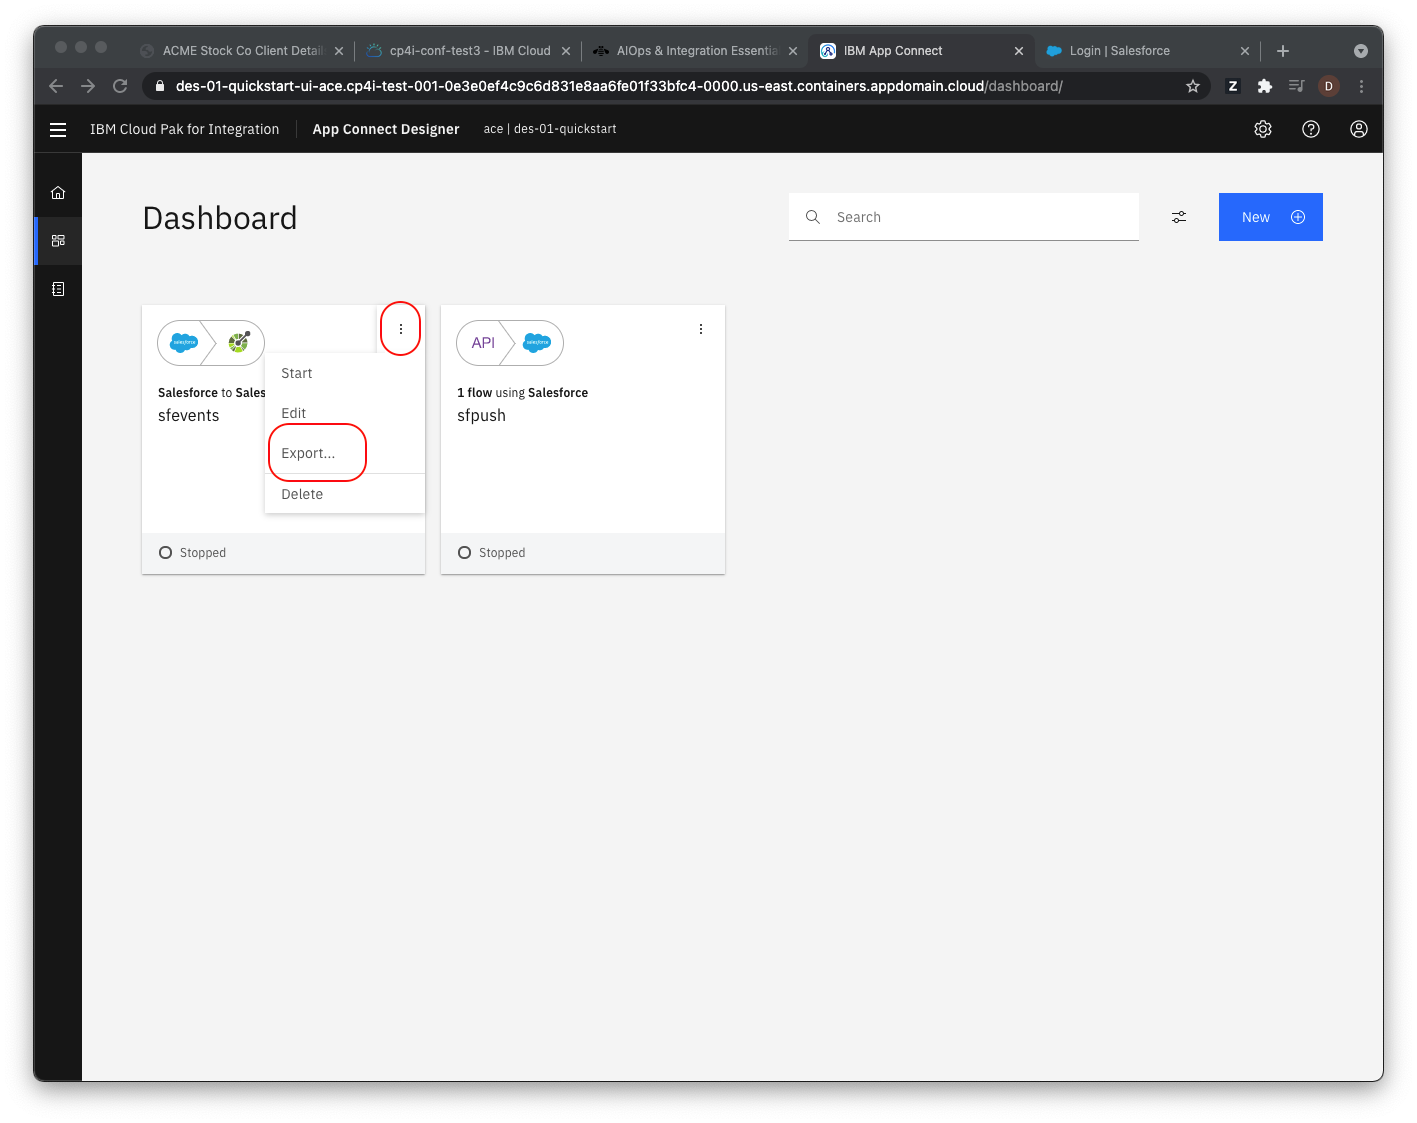 ACME Stock Co Client Detail
cp4i-conf-test3 - IBM Cloud
AIOps & Integration Essentia
IBM App Connect
Login | Salesforce
des-01-quickstart-ui-ace.cp4i-test-001-0e3e0ef4c9c6d831e8aa6fe01f33bfc4-0000.us-east.containers.appdomain.cloud/dashboard/
Z
D
IBM Cloud Pak for Integration
App Connect Designer
ace | des-01-quickstart
Dashboard
Search
New
salesforce
Salesforce to Sales
sfevents
Start
Edit
Export...
Delete
Stopped
API
salesforce
1 flow using Salesforce
sfpush
Stopped